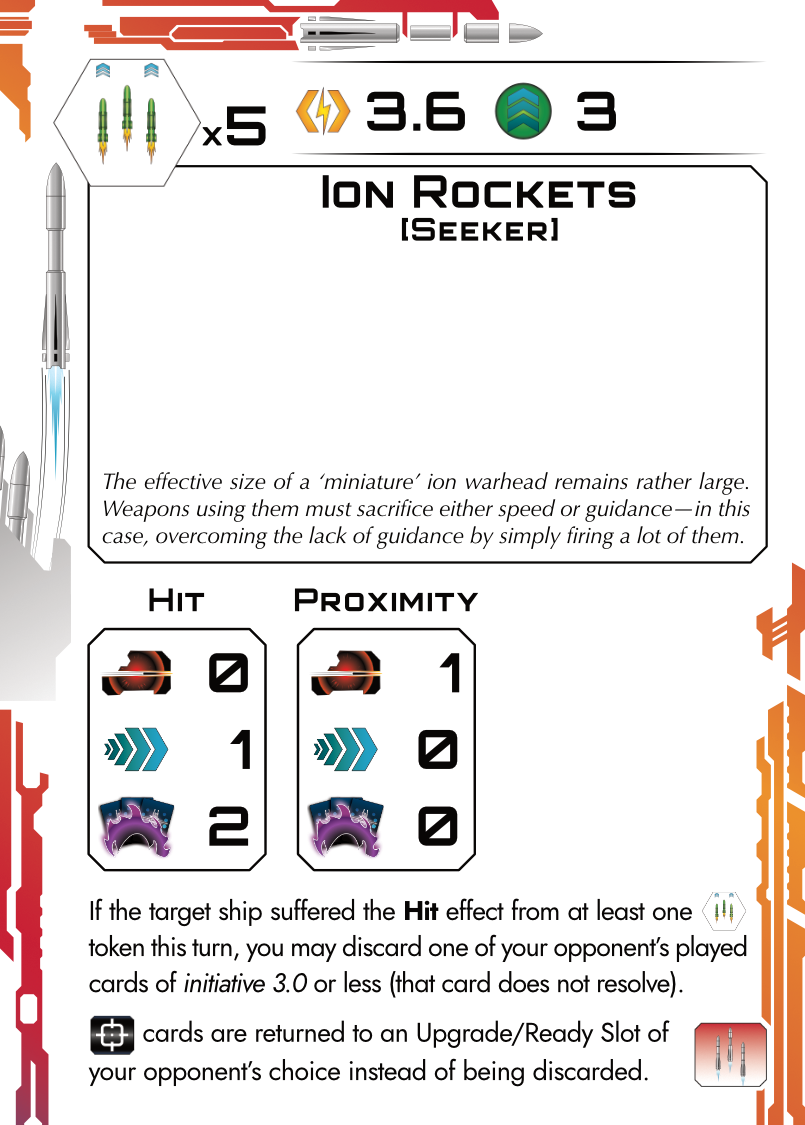 x5 3.6 3
Ion Rockets
[Seeker]
The effective size of a ‘miniature’ ion warhead remains rather large.
Weapons using them must sacrifice either speed or guidance—in this
case, overcoming the lack of guidance by simply firing a lot of them.
Hit Proximity
0 1
1 0
2 0
If the target ship suffered the Hit effect from at least one
token this turn, you may discard one of your opponent’s played
cards of initiative 3.0 or less (that card does not resolve).
cards are returned to an Upgrade/Ready Slot of
your opponent’s choice instead of being discarded.